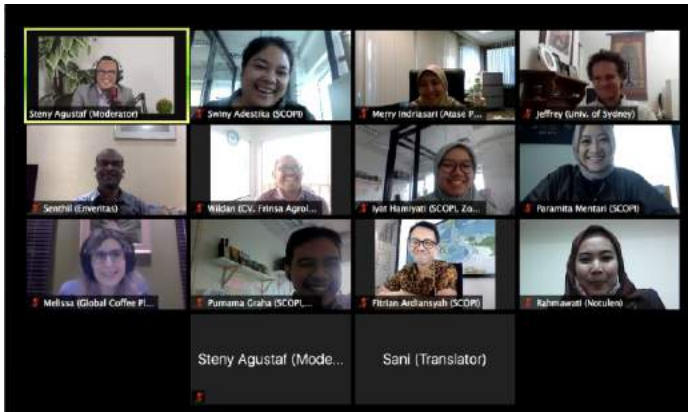 Steny Agustaf (Moderator)
Swiny Adestika (SCOPI)
Merry Indriasari (Atase P...
Jeffrey (Univ. of Sydney)
Senthil (Enveritas)
Wildan (CV. Frinsa Agrol...
Iyat Hamiyati (SCOPI, Zo...
Paramita Mentari (SCOPI)
Melissa (Global Coffee Pl...
Purnama Graha (SCOPI,...
Fitrian Ardiansyah (SCOPI)
Rahmawati (Notulen)
Steny Agustaf (Mode...
Sani (Translator)